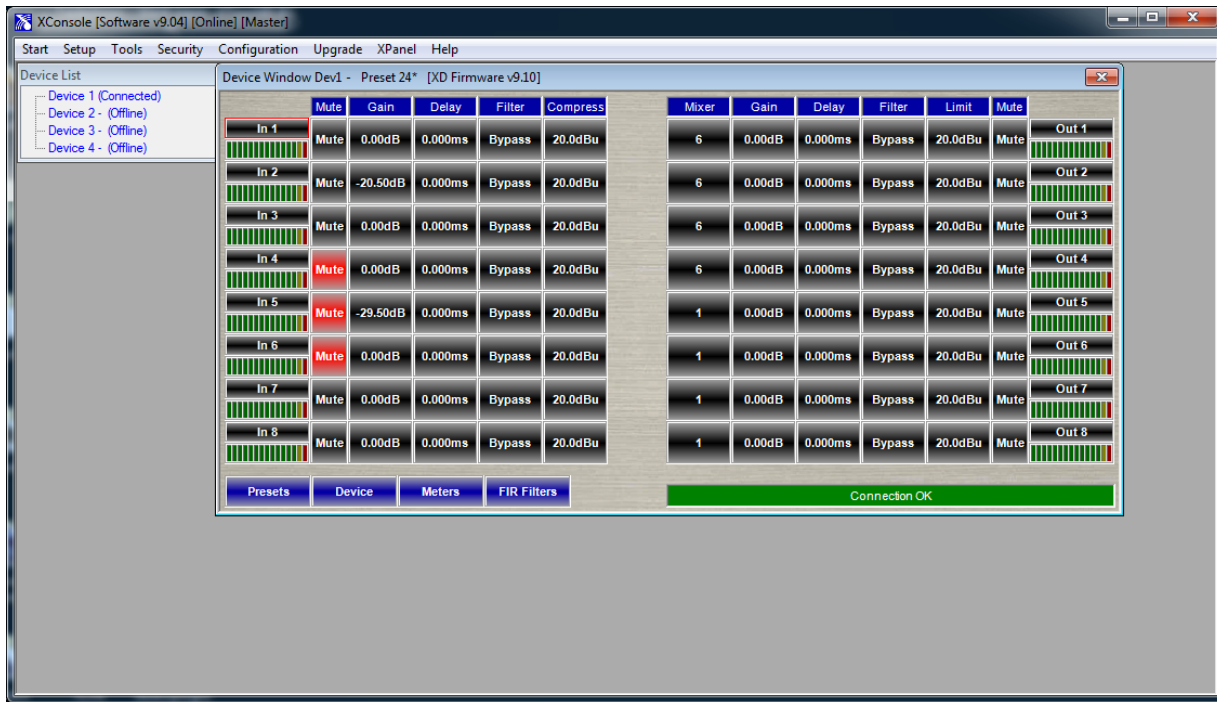 XConsole [Software v9.04] [Online] [Master]
Start Setup Tools Security Configuration Upgrade XPanel Help
Device List
Device 1 (Connected)
Device 2 - (Offline)
Device 3 - (Offline)
Device 4 - (Offline)
Device Window Dev1 - Preset 24* [XD Firmware v9.10]
Mute Gain Delay Filter Compress Mixer Gain Delay Filter Limit Mute
In 1 Mute 0.00dB 0.000ms Bypass 20.0dBu 6 0.00dB 0.000ms Bypass 20.0dBu Mute Out 1
In 2 Mute -20.50dB 0.000ms Bypass 20.0dBu 6 0.00dB 0.000ms Bypass 20.0dBu Mute Out 2
In 3 Mute 0.00dB 0.000ms Bypass 20.0dBu 6 0.00dB 0.000ms Bypass 20.0dBu Mute Out 3
In 4 Mute 0.00dB 0.000ms Bypass 20.0dBu 6 0.00dB 0.000ms Bypass 20.0dBu Mute Out 4
In 5 Mute -29.50dB 0.000ms Bypass 20.0dBu 1 0.00dB 0.000ms Bypass 20.0dBu Mute Out 5
In 6 Mute 0.00dB 0.000ms Bypass 20.0dBu 1 0.00dB 0.000ms Bypass 20.0dBu Mute Out 6
In 7 Mute 0.00dB 0.000ms Bypass 20.0dBu 1 0.00dB 0.000ms Bypass 20.0dBu Mute Out 7
In 8 Mute 0.00dB 0.000ms Bypass 20.0dBu 1 0.00dB 0.000ms Bypass 20.0dBu Mute Out 8
Presets Device Meters FIR Filters Connection OK